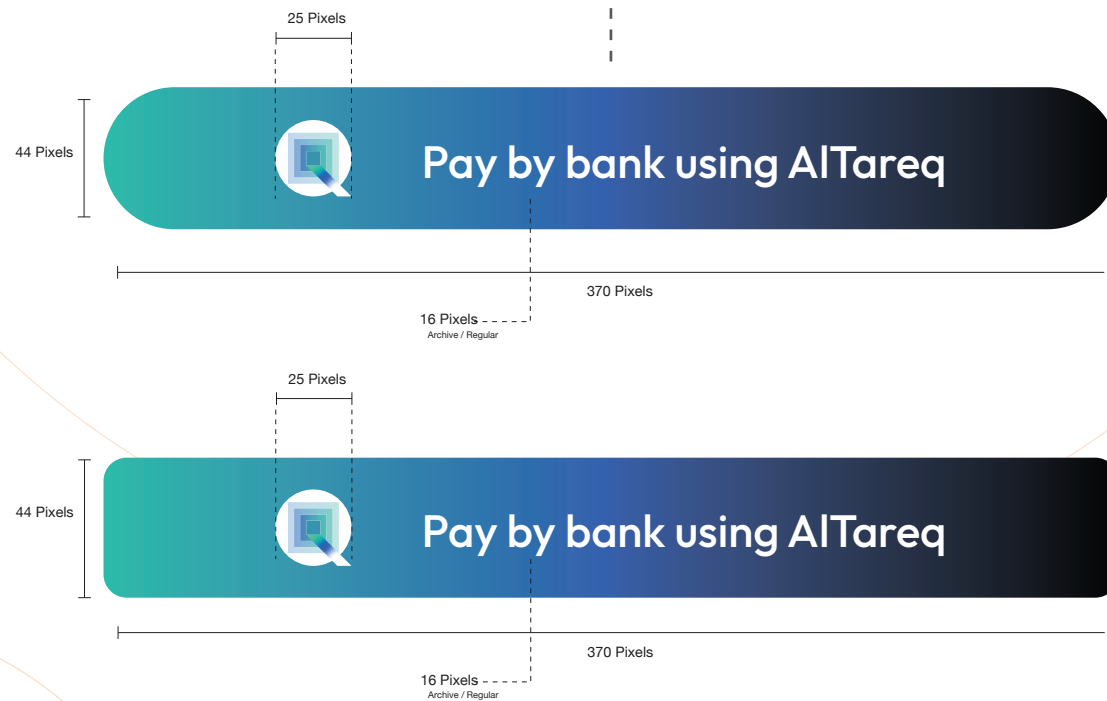 25 Pixels
44 Pixels
Pay by bank using AlTareq
370 Pixels
16 Pixels
Archive / Regular
25 Pixels
44 Pixels
Pay by bank using AlTareq
370 Pixels
16 Pixels
Archive / Regular